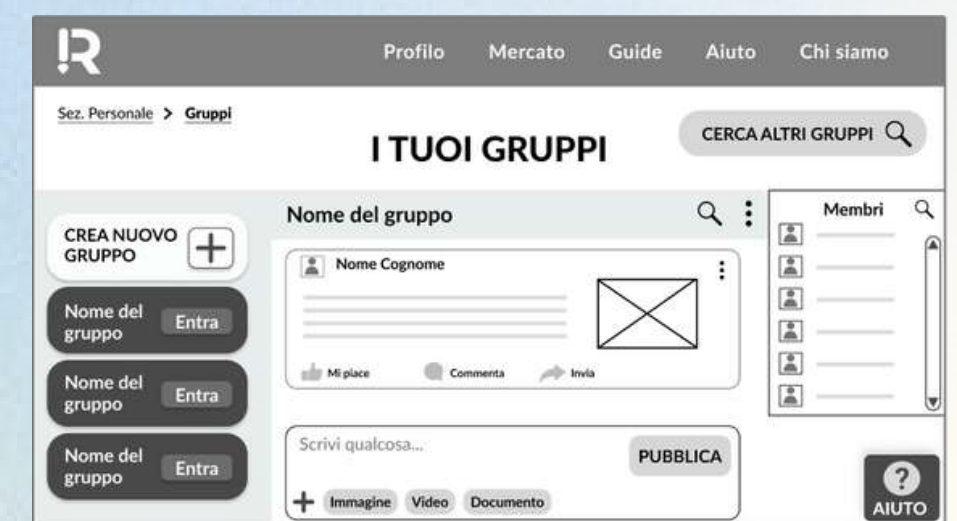 R
Profilo Mercato Guide Aiuto Chi siamo
Sez. Personale > Gruppi
I TUOI GRUPPI
CERCA ALTRI GRUPPI
CREA NUOVO
GRUPPO
Nome del
gruppo
Entra
Nome del
gruppo
Entra
Nome del
gruppo
Entra
Nome del gruppo
Nome Cognome
Mi piace Commenta Invia
Scrivi qualcosa...
PUBBLICA
+ Immagine Video Documento
Membri
?
AIUTO